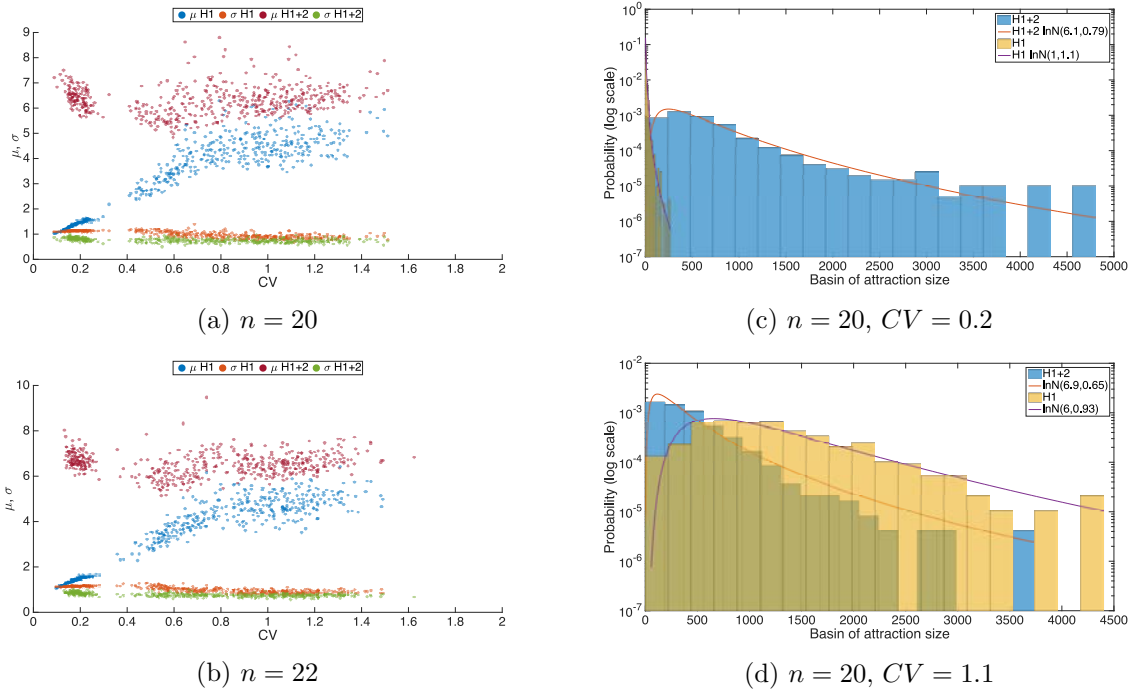 μ H1 σ H1 μ H1+2 σ H1+2
9
8
7
6
5
4
3
2
1
0
μ, σ
0 0.2 0.4 0.6 0.8 1 1.2 1.4 1.6 1.8 2
CV
(a) n = 20
H1+2
H1+2 lnN(6.1,0.79)
H1
H1 lnN(1,1.1)
10^1
10^0
10^-1
10^-2
10^-3
10^-4
10^-5
10^-6
10^-7
Probability (log scale)
0 500 1000 1500 2000 2500 3000 3500 4000 4500 5000
Basin of attraction size
(c) n = 20, CV = 0.2
μ H1 σ H1 μ H1+2 σ H1+2
10
8
6
4
2
0
μ, σ
0 0.2 0.4 0.6 0.8 1 1.2 1.4 1.6 1.8 2
CV
(b) n = 22
H1+2
lnN(6.9,0.65)
H1
lnN(6,0.93)
10^-2
10^-3
10^-4
10^-5
10^-6
10^-7
Probability (log scale)
0 500 1000 1500 2000 2500 3000 3500 4000 4500
Basin of attraction size
(d) n = 20, CV = 1.1